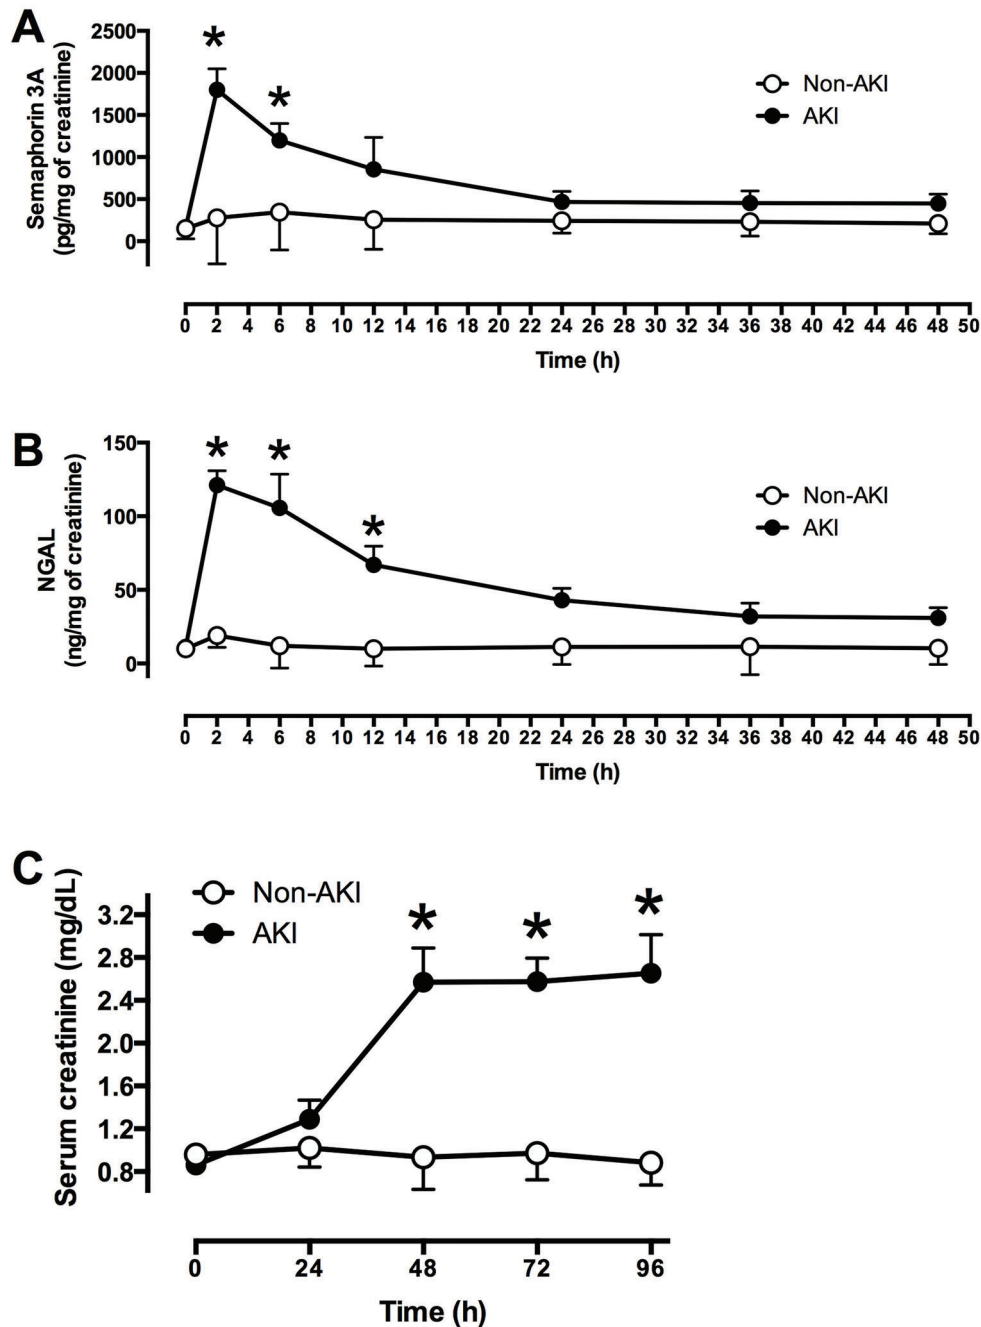 A
Semaphorin 3A
(pg/mg of creatinine)
2500
2000
1500
1000
500
0
* *
Non-AKI
AKI
0 2 4 6 8 10 12 14 16 18 20 22 24 26 28 30 32 34 36 38 40 42 44 46 48 50
Time (h)
B
NGAL
(ng/mg of creatinine)
150
100
50
0
* * *
Non-AKI
AKI
0 2 4 6 8 10 12 14 16 18 20 22 24 26 28 30 32 34 36 38 40 42 44 46 48 50
Time (h)
C
Serum creatinine (mg/dL)
3.2
2.8
2.4
2.0
1.6
1.2
0.8
Non-AKI
AKI
* * *
0 24 48 72 96
Time (h)